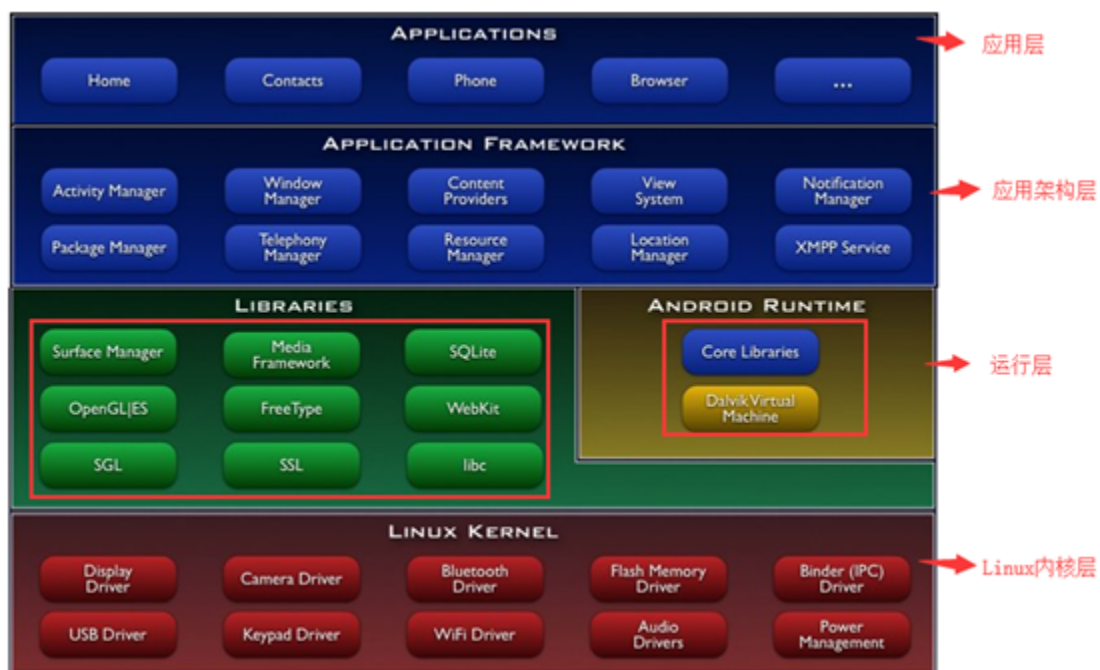 APPLICATIONS
应用层
Home
Contacts
Phone
Browser
...
APPLICATION FRAMEWORK
Activity Manager
Window
Manager
Content
Providers
View
System
Notification
Manager
应用架构层
Package Manager
Telephony
Manager
Resource
Manager
Location
Manager
XMPP Service
LIBRARIES
Surface Manager
Media
Framework
SQLite
OpenGL|ES
FreeType
WebKit
SGL
SSL
libc
ANDROID RUNTIME
Core Libraries
Dalvik Virtual
Machine
运行层
LINUX KERNEL
Display
Driver
Camera Driver
Bluetooth
Driver
Flash Memory
Driver
Binder (IPC)
Driver
Linux内核层
USB Driver
Keypad Driver
WiFi Driver
Audio
Drivers
Power
Management